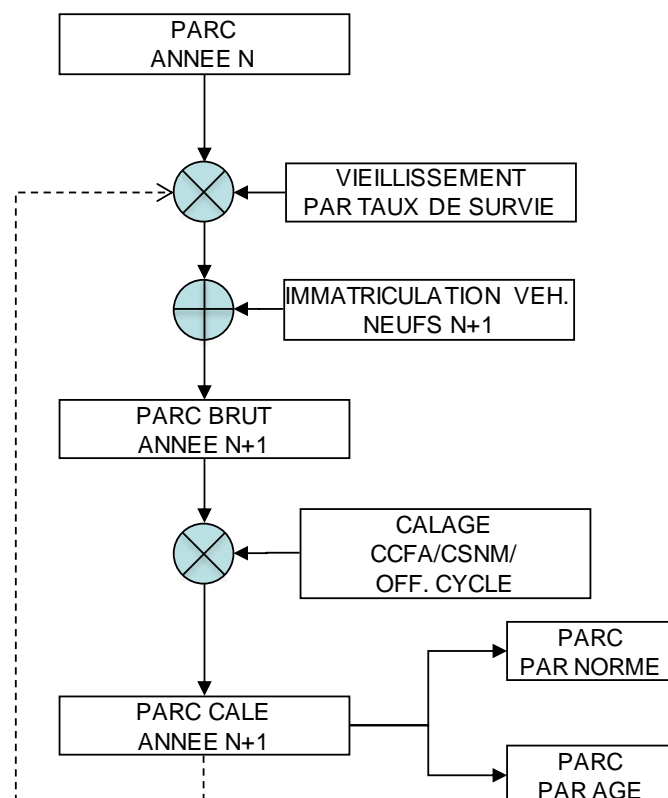 PARC
ANNEE N
VIEILLISSEMENT
PAR TAUX DE SURVIE
IMMATRICULATION VEH.
NEUFS N+1
PARC BRUT
ANNEE N+1
CALAGE
CCFA/CSNM/
OFF. CYCLE
PARC
PAR NORME
PARC CALE
ANNEE N+1
PARC
PAR AGE